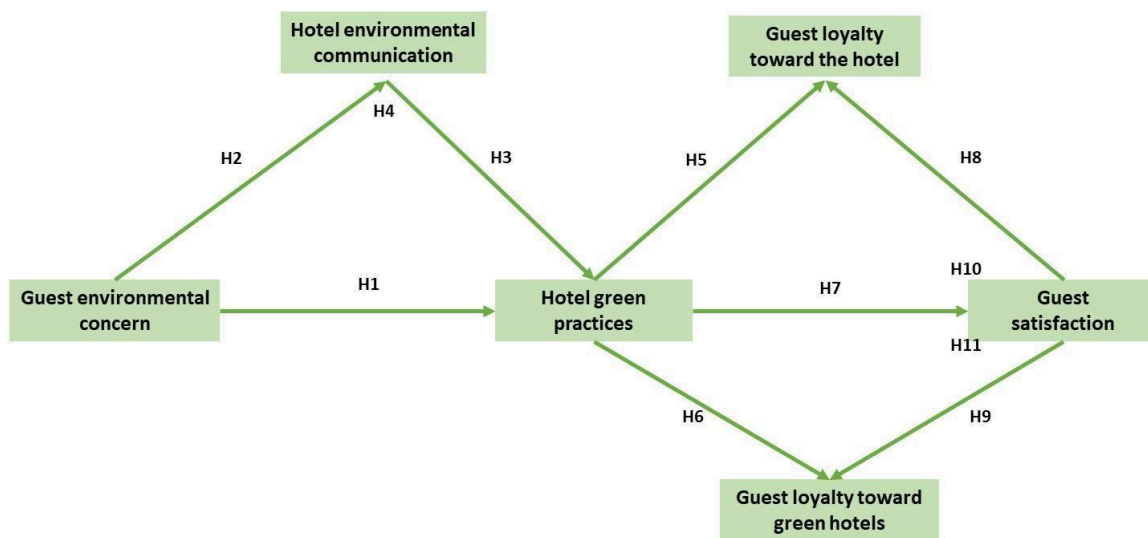 Hotel environmental
communication
Guest loyalty
toward the hotel
H4
H2
H3
H5
H8
Guest environmental
concern
H1
Hotel green
practices
H7
H10
Guest
satisfaction
H11
H6
H9
Guest loyalty toward
green hotels